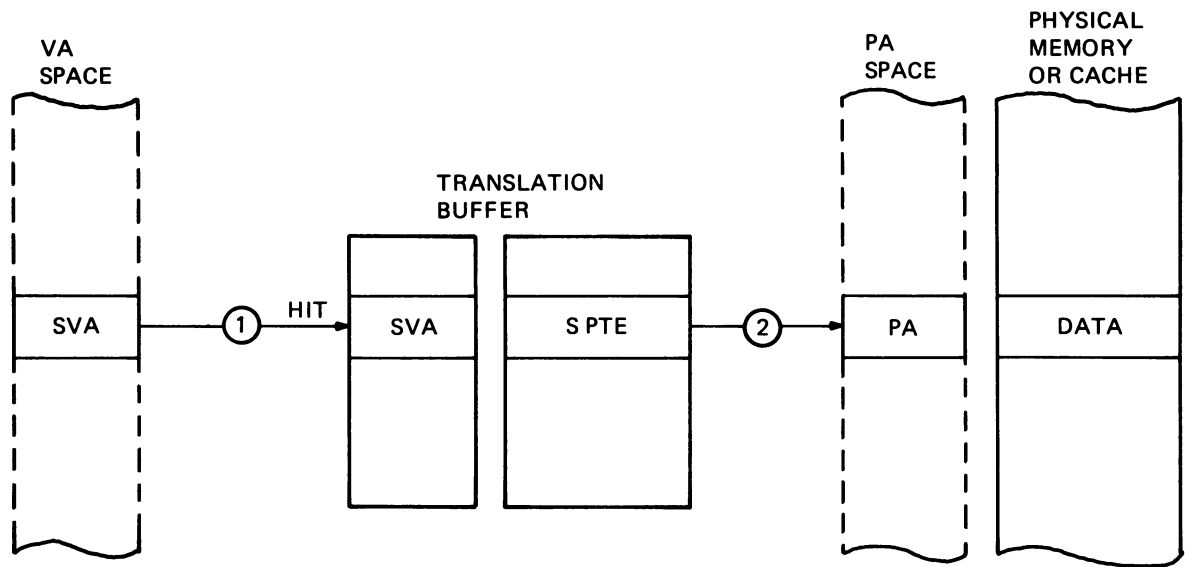 VA
SPACE
PA
SPACE
PHYSICAL
MEMORY
OR CACHE
TRANSLATION
BUFFER
SVA
1
HIT
SVA
S PTE
2
PA
DATA